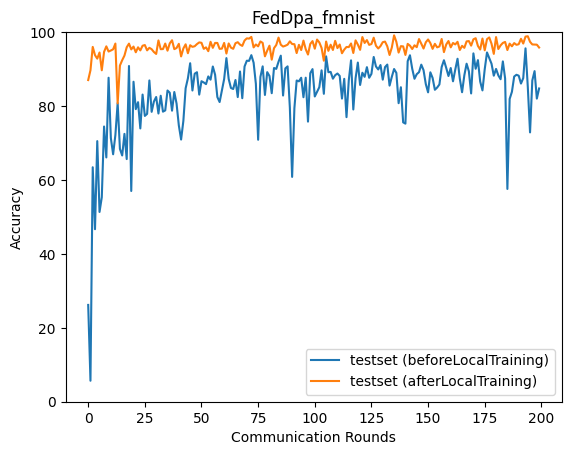 FedDpa_fmnist
Accuracy
100
80
60
40
20
0
0 25 50 75 100 125 150 175 200
Communication Rounds
testset (beforeLocalTraining)
testset (afterLocalTraining)